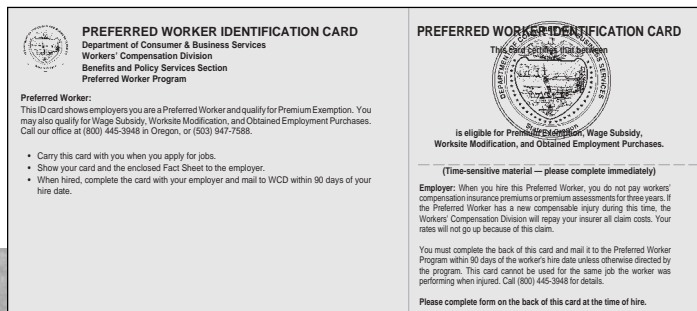 PREFERRED WORKER IDENTIFICATION CARD
Department of Consumer & Business Services
Workers' Compensation Division
Benefits and Policy Services Section
Preferred Worker Program
Preferred Worker:
This ID card shows employers you are a Preferred Worker and qualify for Premium Exemption. You
may also qualify for Wage Subsidy, Worksite Modification, and Obtained Employment Purchases.
Call our office at (800) 445-3948 in Oregon, or (503) 947-7588.
• Carry this card with you when you apply for jobs.
• Show your card and the enclosed Fact Sheet to the employer.
• When hired, complete the card with your employer and mail to WCD within 90 days of your
hire date.
PREFERRED WORKER IDENTIFICATION CARD
This card certifies that between
DEPARTMENT OF CONSUMER & BUSINESS SERVICES
State of Oregon
is eligible for Premium Exemption, Wage Subsidy,
Worksite Modification, and Obtained Employment Purchases.
(Time-sensitive material — please complete immediately)
Employer: When you hire this Preferred Worker, you do not pay workers'
compensation insurance premiums or premium assessments for three years. If
the Preferred Worker has a new compensable injury during this time, the
Workers' Compensation Division will repay your insurer all claim costs. Your
rates will not go up because of this claim.
You must complete the back of this card and mail it to the Preferred Worker
Program within 90 days of the worker's hire date unless otherwise directed by
the program. This card cannot be used for the same job the worker was
performing when injured. Call (800) 445-3948 for details.
Please complete form on the back of this card at the time of hire.